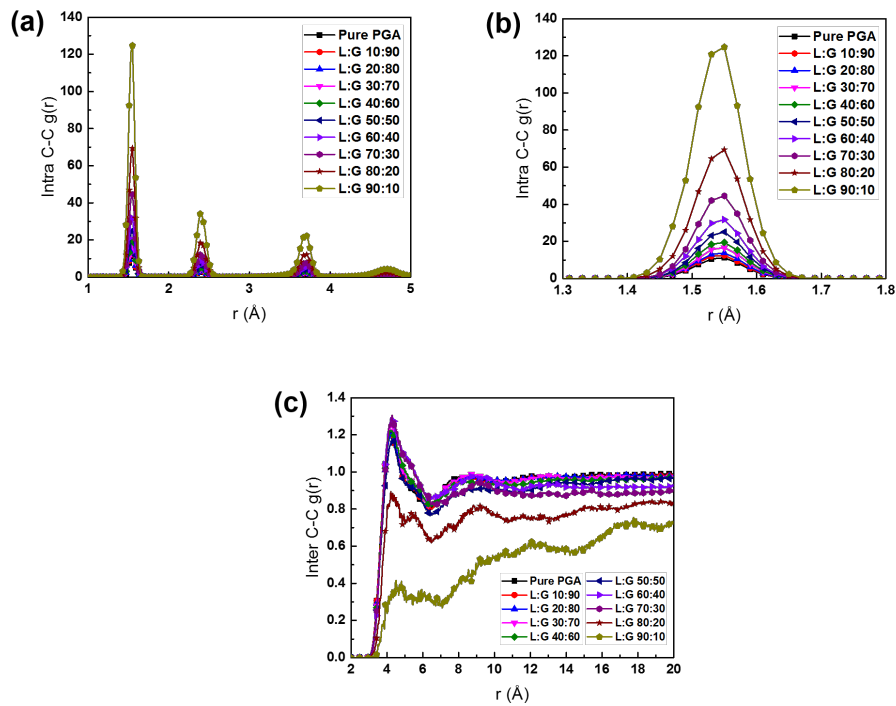 (a)
140
120
100
80
60
40
20
0
Intra C-C g(r)
1 2 3 4 5
r (Å)
Pure PGA
L:G 10:90
L:G 20:80
L:G 30:70
L:G 40:60
L:G 50:50
L:G 60:40
L:G 70:30
L:G 80:20
L:G 90:10
(b)
140
120
100
80
60
40
20
0
Intra C-C g(r)
1.3 1.4 1.5 1.6 1.7 1.8
r (Å)
Pure PGA
L:G 10:90
L:G 20:80
L:G 30:70
L:G 40:60
L:G 50:50
L:G 60:40
L:G 70:30
L:G 80:20
L:G 90:10
(c)
1.4
1.2
1.0
0.8
0.6
0.4
0.2
0.0
Inter C-C g(r)
2 4 6 8 10 12 14 16 18 20
r (Å)
Pure PGA
L:G 10:90
L:G 20:80
L:G 30:70
L:G 40:60
L:G 50:50
L:G 60:40
L:G 70:30
L:G 80:20
L:G 90:10